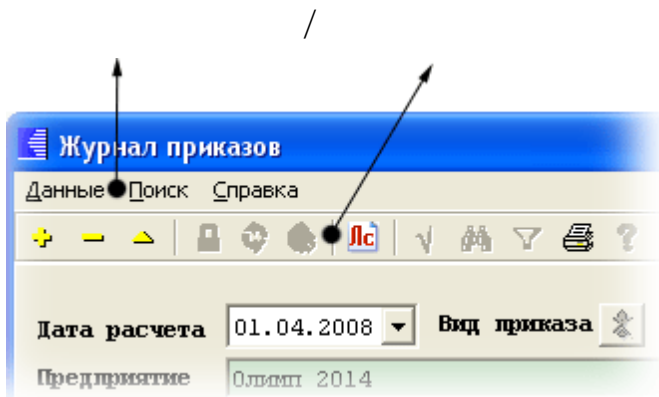 /
Журнал приказов
Данные Поиск Справка
Лс ?
Дата расчета 01.04.2008 Вид приказа
Предприятие Олимп 2014